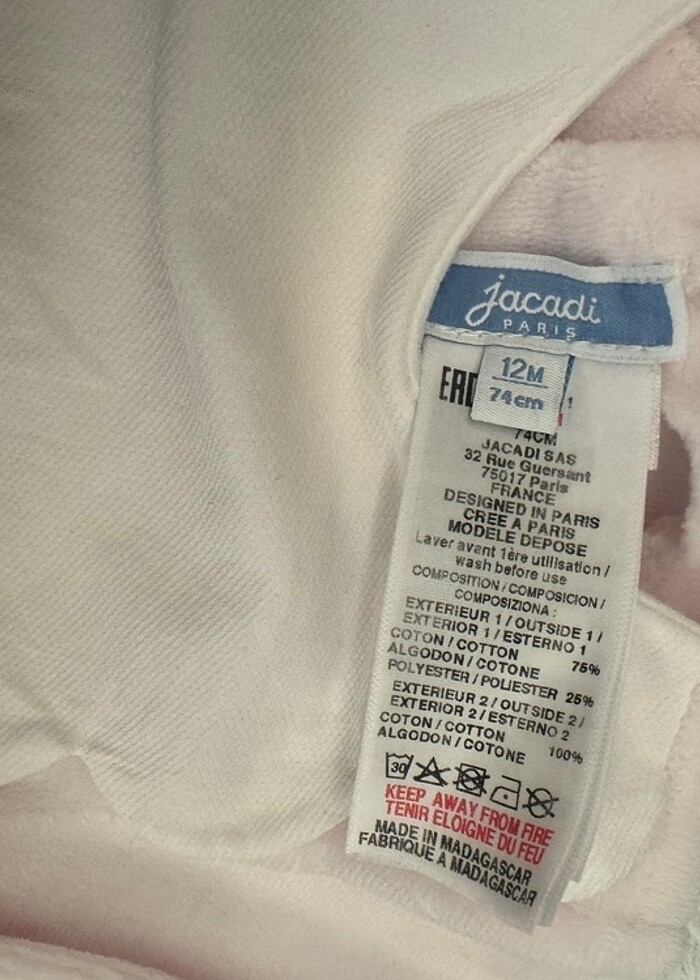 jacadi
PARIS
12M
74cm
74CM
JACADI SAS
32 Rue Guersant
75017 Paris
FRANCE
DESIGNED IN PARIS
CREE A PARIS
MODELE DEPOSE
Laver avant 1ère utilisation /
wash before use
COMPOSITION / COMPOSICION /
COMPOSIZIONA :
EXTERIEUR 1 / OUTSIDE 1 /
EXTERIOR 1 / ESTERNO 1
COTON / COTTON
ALGODON / COTONE 75%
POLYESTER / POLIESTER 25%
EXTERIEUR 2 / OUTSIDE 2 /
EXTERIOR 2 / ESTERNO 2
COTON / COTTON
ALGODON / COTONE 100%
30
KEEP AWAY FROM FIRE
TENIR ELOIGNE DU FEU
MADE IN MADAGASCAR
FABRIQUE A MADAGASCAR